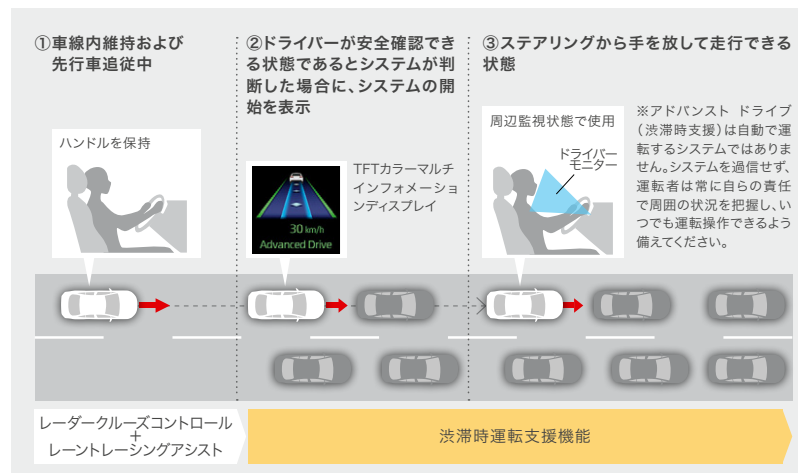 ①車線内維持および
先行車追従中
ハンドルを保持
②ドライバーが安全確認でき
る状態であるとシステムが判
断した場合に、システムの開
始を表示
TFTカラーマルチ
インフォメーショ
ンディスプレイ
30 km/h
Advanced Drive
③ステアリングから手を放して走行できる
状態
周辺監視状態で使用
ドライバー
モニター
※アドバンスト ドライブ
(渋滞時支援)は自動で運
転するシステムではありま
せん。システムを過信せず、
運転者は常に自らの責任
で周囲の状況を把握し、い
つでも運転操作できるよう
備えてください。
レーダークルーズコントロール
+
レーントレーシングアシスト
渋滞時運転支援機能